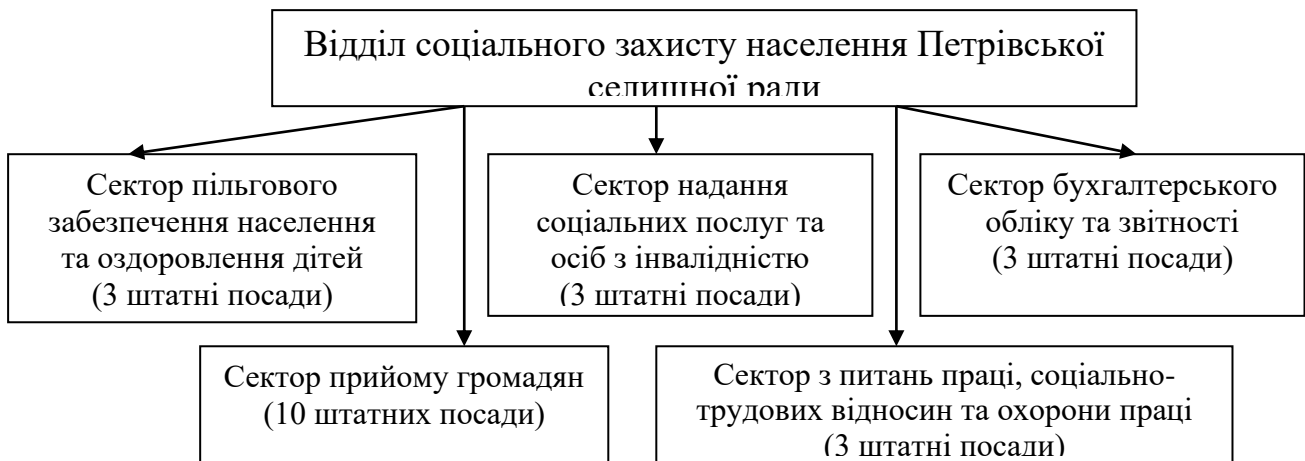 Відділ соціального захисту населення Петрівської
селишної ради
Сектор пільгового
забезпечення населення
та оздоровлення дітей
(3 штатні посади)
Сектор надання
соціальних послуг та
осіб з інвалідністю
(3 штатні посади)
Сектор бухгалтерського
обліку та звітності
(3 штатні посади)
Сектор прийому громадян
(10 штатних посади)
Сектор з питань праці, соціально-
трудових відносин та охорони праці
(3 штатні посади)